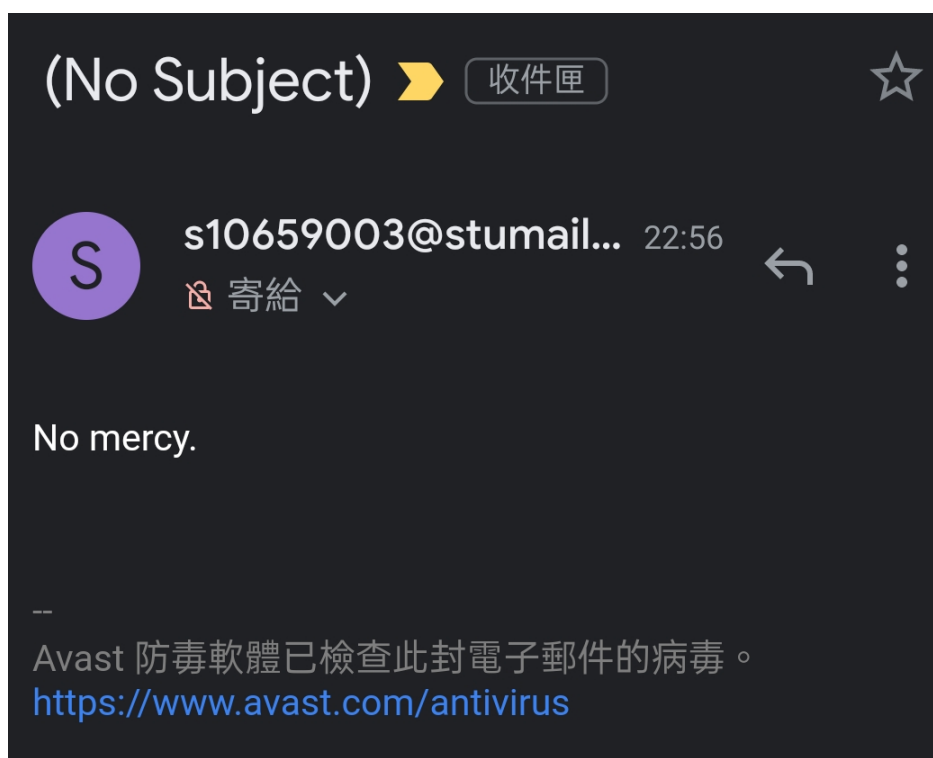 (No Subject) 收件匣
S
s10659003@stumail... 22:56
寄給
No mercy.
--
Avast 防毒軟體已檢查此封電子郵件的病毒。
https://www.avast.com/antivirus